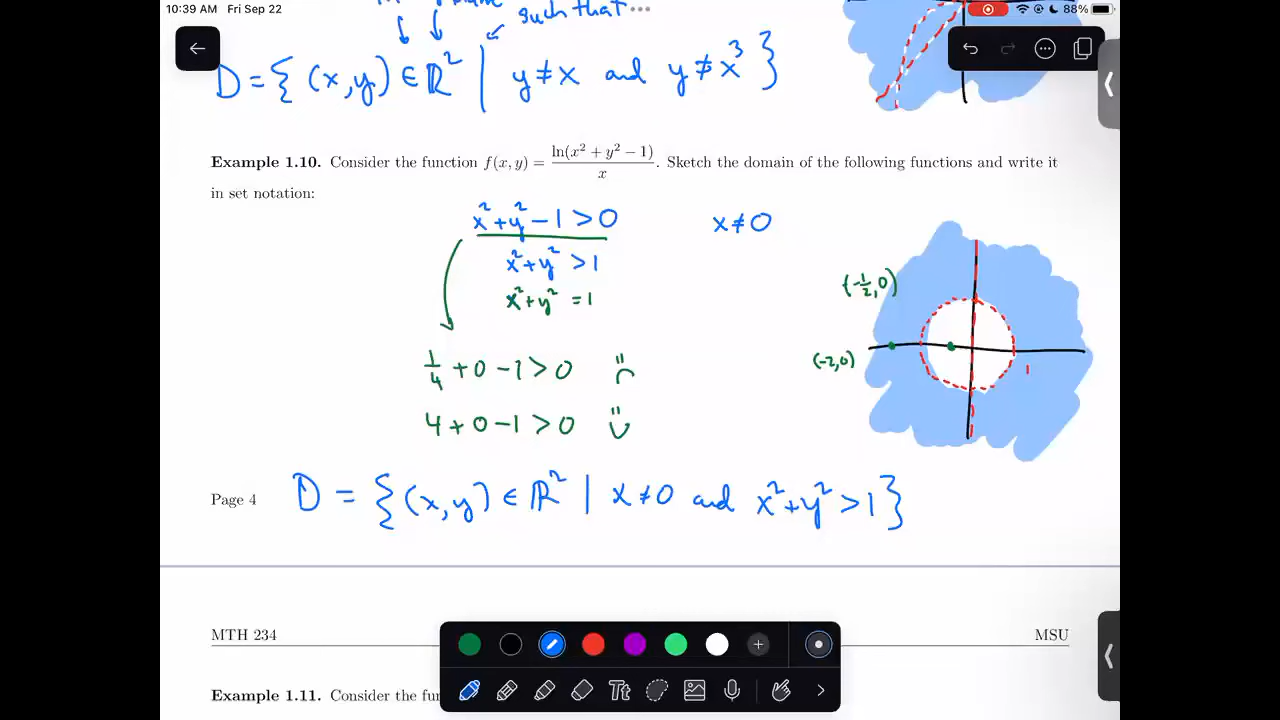 10:39 AM Fri Sep 22
88%
such that
D = { (x,y) ∈ ℝ² | y ≠ x and y ≠ x³ }
Example 1.10. Consider the function f(x, y) = ln(x² + y² − 1) / x. Sketch the domain of the following functions and write it
in set notation:
x² + y² − 1 > 0
x ≠ 0
x² + y² > 1
x² + y² = 1
(-½, 0)
(-2, 0)
1
¼ + 0 − 1 > 0
4 + 0 − 1 > 0
Page 4
D = { (x,y) ∈ ℝ² | x ≠ 0 and x² + y² > 1 }
MTH 234
MSU
Example 1.11. Consider the
Tt